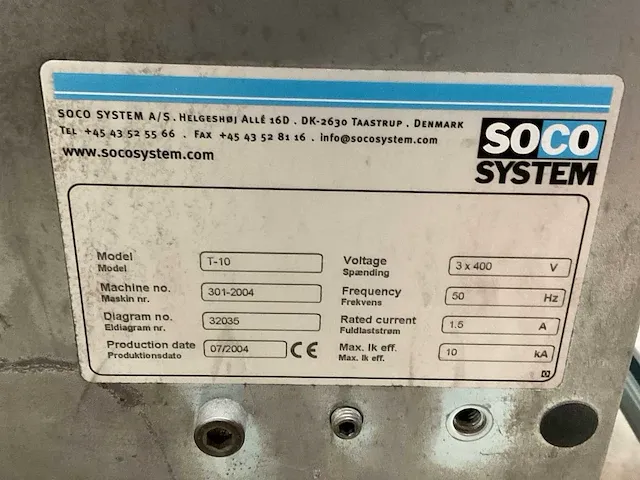 SOCO SYSTEM A/S . HELGESHØJ ALLÉ 16D . DK-2630 TAASTRUP . DENMARK
TEL +45 43 52 55 66 . FAX +45 43 52 81 16 . info@socosystem.com
www.socosystem.com
SOCO
SYSTEM
Model T-10 Voltage 3 x 400 V
Model Spænding
Machine no. 301-2004 Frequency 50 Hz
Maskin nr. Frekvens
Diagram no. 32035 Rated current 1.5 A
Eldiagram nr. Fuldlaststrøm
Production date 07/2004 CE Max. Ik eff. 10 kA
Produktionsdato Max. Ik eff.